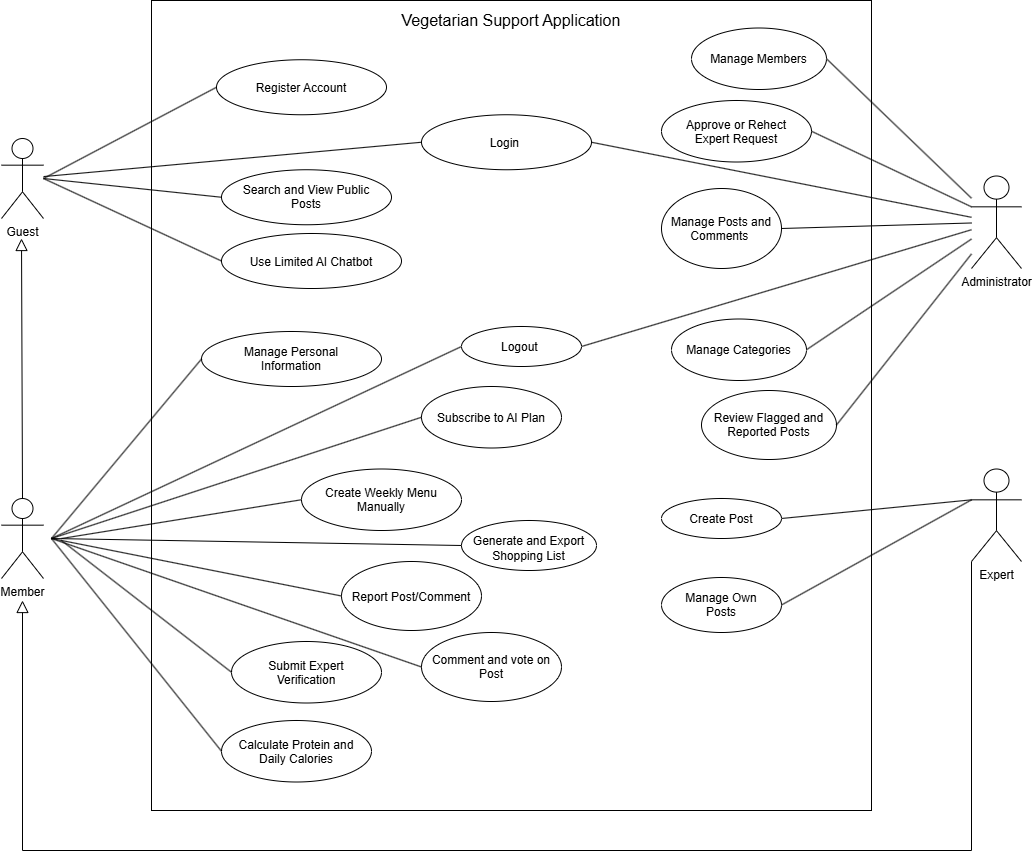 Vegetarian Support Application
Manage Members
Register Account
Approve or Rehect
Expert Request
Login
Search and View Public
Posts
Manage Posts and
Comments
Guest
Use Limited AI Chatbot
Administrator
Manage Personal
Information
Logout
Manage Categories
Subscribe to AI Plan
Review Flagged and
Reported Posts
Create Weekly Menu
Manually
Create Post
Generate and Export
Shopping List
Expert
Member
Report Post/Comment
Manage Own
Posts
Submit Expert
Verification
Comment and vote on
Post
Calculate Protein and
Daily Calories